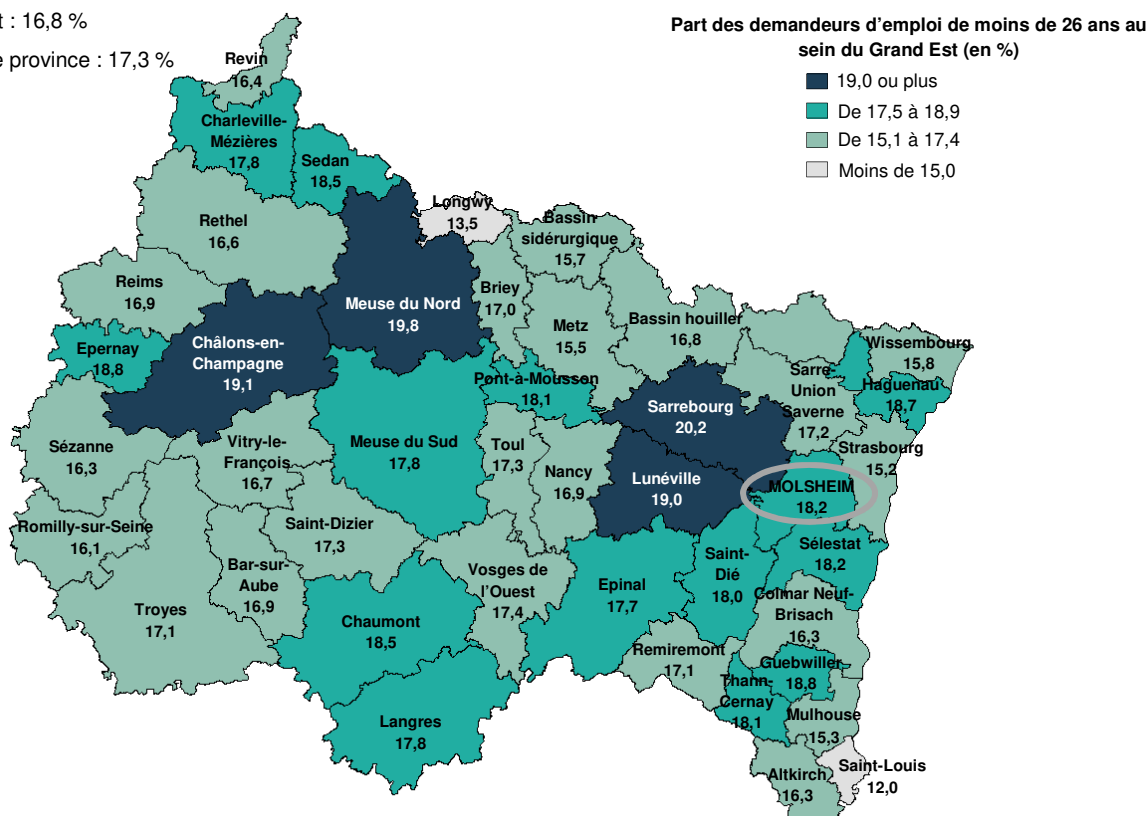 t : 16,8 %
e province : 17,3 %
Part des demandeurs d’emploi de moins de 26 ans au
sein du Grand Est (en %)
19,0 ou plus
De 17,5 à 18,9
De 15,1 à 17,4
Moins de 15,0
Revin
16,4
Charleville-
Mézières
17,8
Sedan
18,5
Rethel
16,6
Longwy
13,5
Bassin
sidérurgique
15,7
Reims
16,9
Meuse du Nord
19,8
Briey
17,0
Metz
15,5
Bassin houiller
16,8
Wissembourg
15,8
Epernay
18,8
Châlons-en-
Champagne
19,1
Pont-à-Mousson
18,1
Sarre-
Union
Saverne
17,2
Haguenau
18,7
Sarrebourg
20,2
Sézanne
16,3
Vitry-le-
François
16,7
Meuse du Sud
17,8
Toul
17,3
Nancy
16,9
Lunéville
19,0
Strasbourg
15,2
MOLSHEIM
18,2
Romilly-sur-Seine
16,1
Saint-Dizier
17,3
Sélestat
18,2
Bar-sur-
Aube
16,9
Vosges de
l’Ouest
17,4
Epinal
17,7
Saint-
Dié
18,0
Colmar Neuf-
Brisach
16,3
Troyes
17,1
Chaumont
18,5
Remiremont
17,1
Guebwiller
18,8
Thann-
Cernay
18,1
Langres
17,8
Mulhouse
15,3
Altkirch
16,3
Saint-Louis
12,0